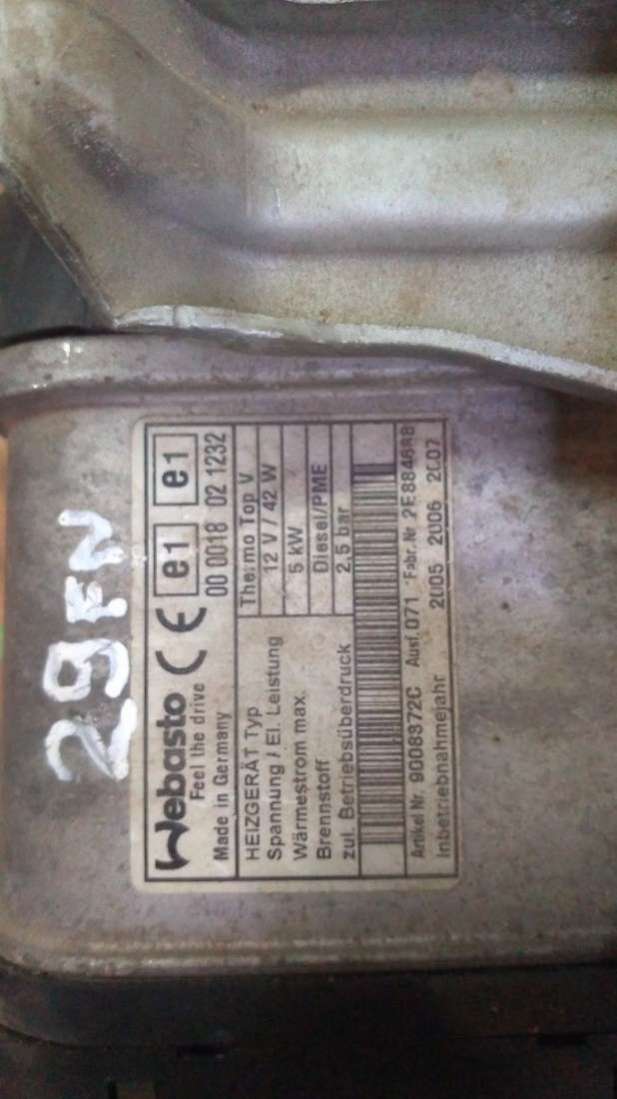 29FN
Webasto CE e1 e1
Feel the drive
Made in Germany 00 0018 02 1232
HEIZGERÄT Typ Thermo Top V
Spannung / El. Leistung 12 V / 42 W
Wärmestrom max. 5 kW
Brennstoff Diesel/PME
zul. Betriebsüberdruck 2,5 bar
Artikel Nr. 9008372C Ausf. 071 Fabr. Nr.
Inbetriebnahmejahr 2005 2006 2007